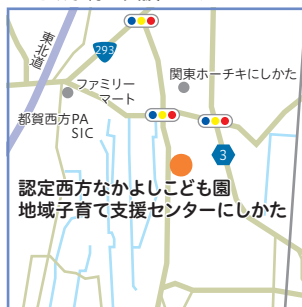 東北道
293
ファミリー
マート
関東ホーチキにしかた
都賀西方PA
SIC
3
認定西方なかよしこども園
地域子育て支援センターにしかた